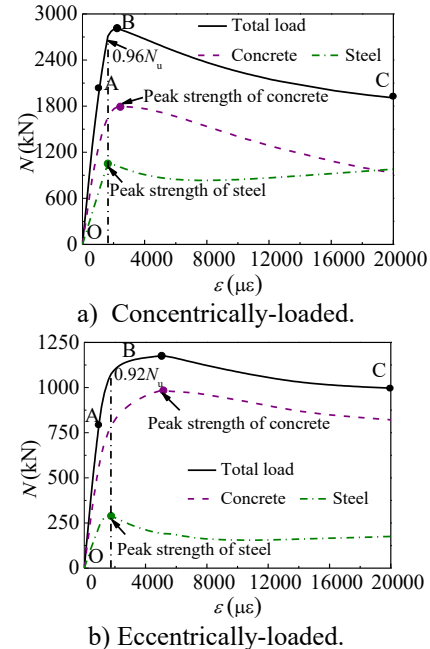 a)
3000
B
Total load
2400
0.96Nu
Concrete
Steel
A
C
1800
Peak strength of concrete
N (kN)
1200
600
Peak strength of steel
O
0
0 4000 8000 12000 16000 20000
ε (με)
a) Concentrically-loaded.
1250
B
C
1000
0.92Nu
A
750
Peak strength of concrete
N (kN)
Total load
500
Concrete
Steel
250
Peak strength of steel
O
0
0 4000 8000 12000 16000 20000
ε (με)
b) Eccentrically-loaded.